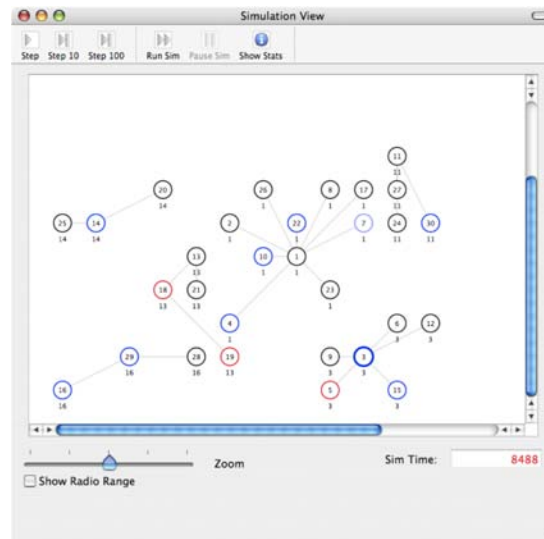 Simulation View
Step Step 10 Step 100 Run Sim Pause Sim Show Stats
11
11
20 26 8 17 27
14 1 1 1 11
25 14 2 22 7 24 30
14 14 1 1 1 11 11
13 10 1
13 1 1
18 21 23
13 13 1
4 6 12
1 3 3
29 28 19 9 3
16 16 13 3 3
16 5 15
16 3 3
Zoom Sim Time: 8488
Show Radio Range